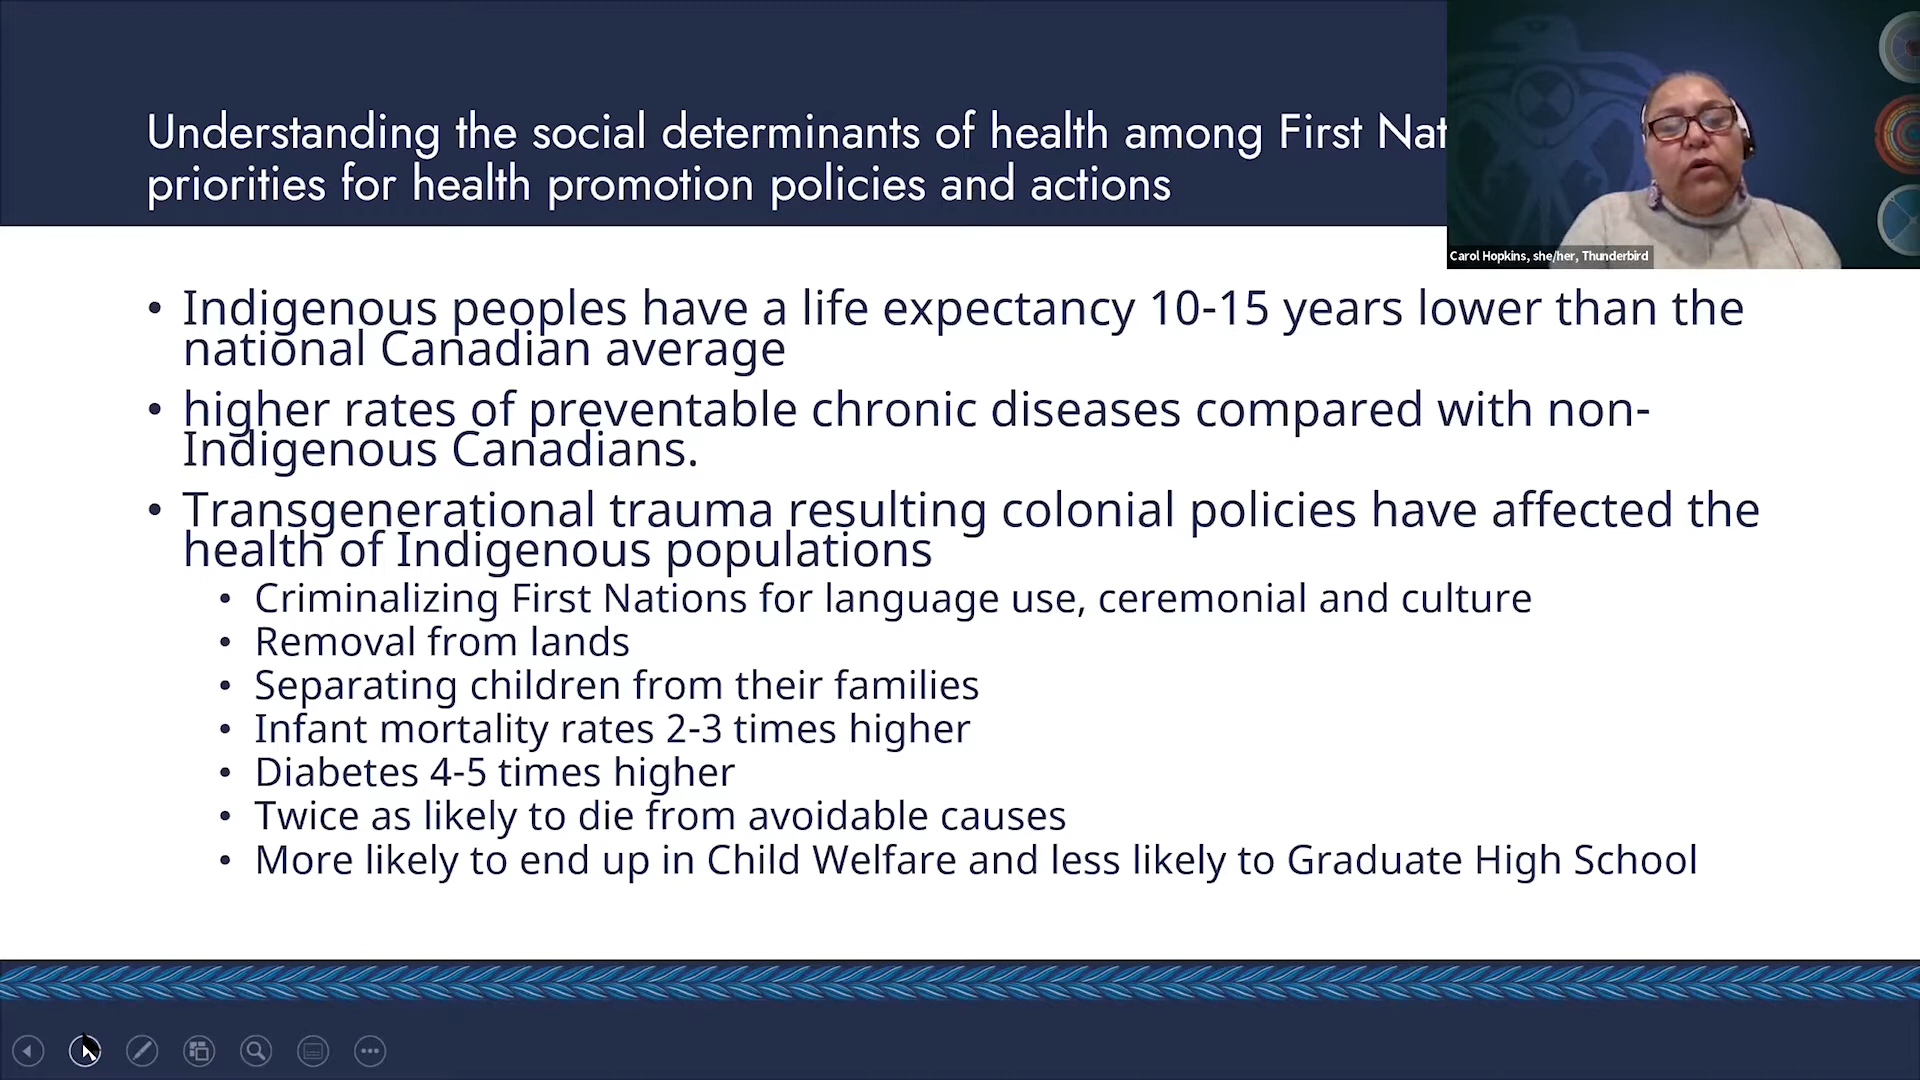 Understanding the social determinants of health among First Nat
priorities for health promotion policies and actions
Carol Hopkins, she/her, Thunderbird
• Indigenous peoples have a life expectancy 10-15 years lower than the
national Canadian average
• higher rates of preventable chronic diseases compared with non-
Indigenous Canadians.
• Transgenerational trauma resulting colonial policies have affected the
health of Indigenous populations
• Criminalizing First Nations for language use, ceremonial and culture
• Removal from lands
• Separating children from their families
• Infant mortality rates 2-3 times higher
• Diabetes 4-5 times higher
• Twice as likely to die from avoidable causes
• More likely to end up in Child Welfare and less likely to Graduate High School